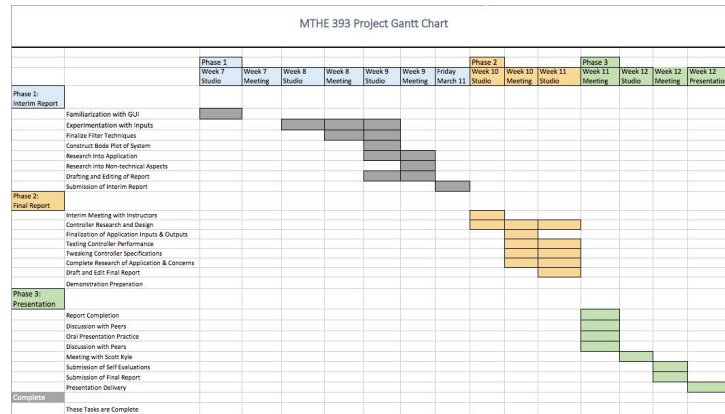 MTHE 393 Project Gantt Chart
Phase 1 Phase 2 Phase 3
Week 7 Week 7 Week 8 Week 8 Week 9 Week 9 Friday Week 10 Week 10 Week 11 Week 11 Week 12 Week 12 Week 12
Studio Meeting Studio Meeting Studio Meeting March 11 Studio Meeting Studio Meeting Studio Meeting Presentatio
Phase 1:
Interim Report
Familiarization with GUI
Experimentation with Inputs
Finalize Filter Techniques
Construct Bode Plot of System
Research Into Application
Research into Non-technical Aspects
Drafting and Editing of Report
Submission of Interim Report
Phase 2:
Final Report
Interim Meeting with Instructors
Controller Research and Design
Finalization of Application Inputs & Outputs
Testing Controller Performance
Tweaking Controller Specifications
Complete Research of Application & Concerns
Draft and Edit Final Report
Demonstration Preperation
Phase 3:
Presentation
Report Completion
Discussion with Peers
Oral Presentation Practice
Discussion with Peers
Meeting with Scott Kyle
Submission of Self Evaluations
Submission of Final Report
Presentation Delivery
Complete
These Tasks are Complete